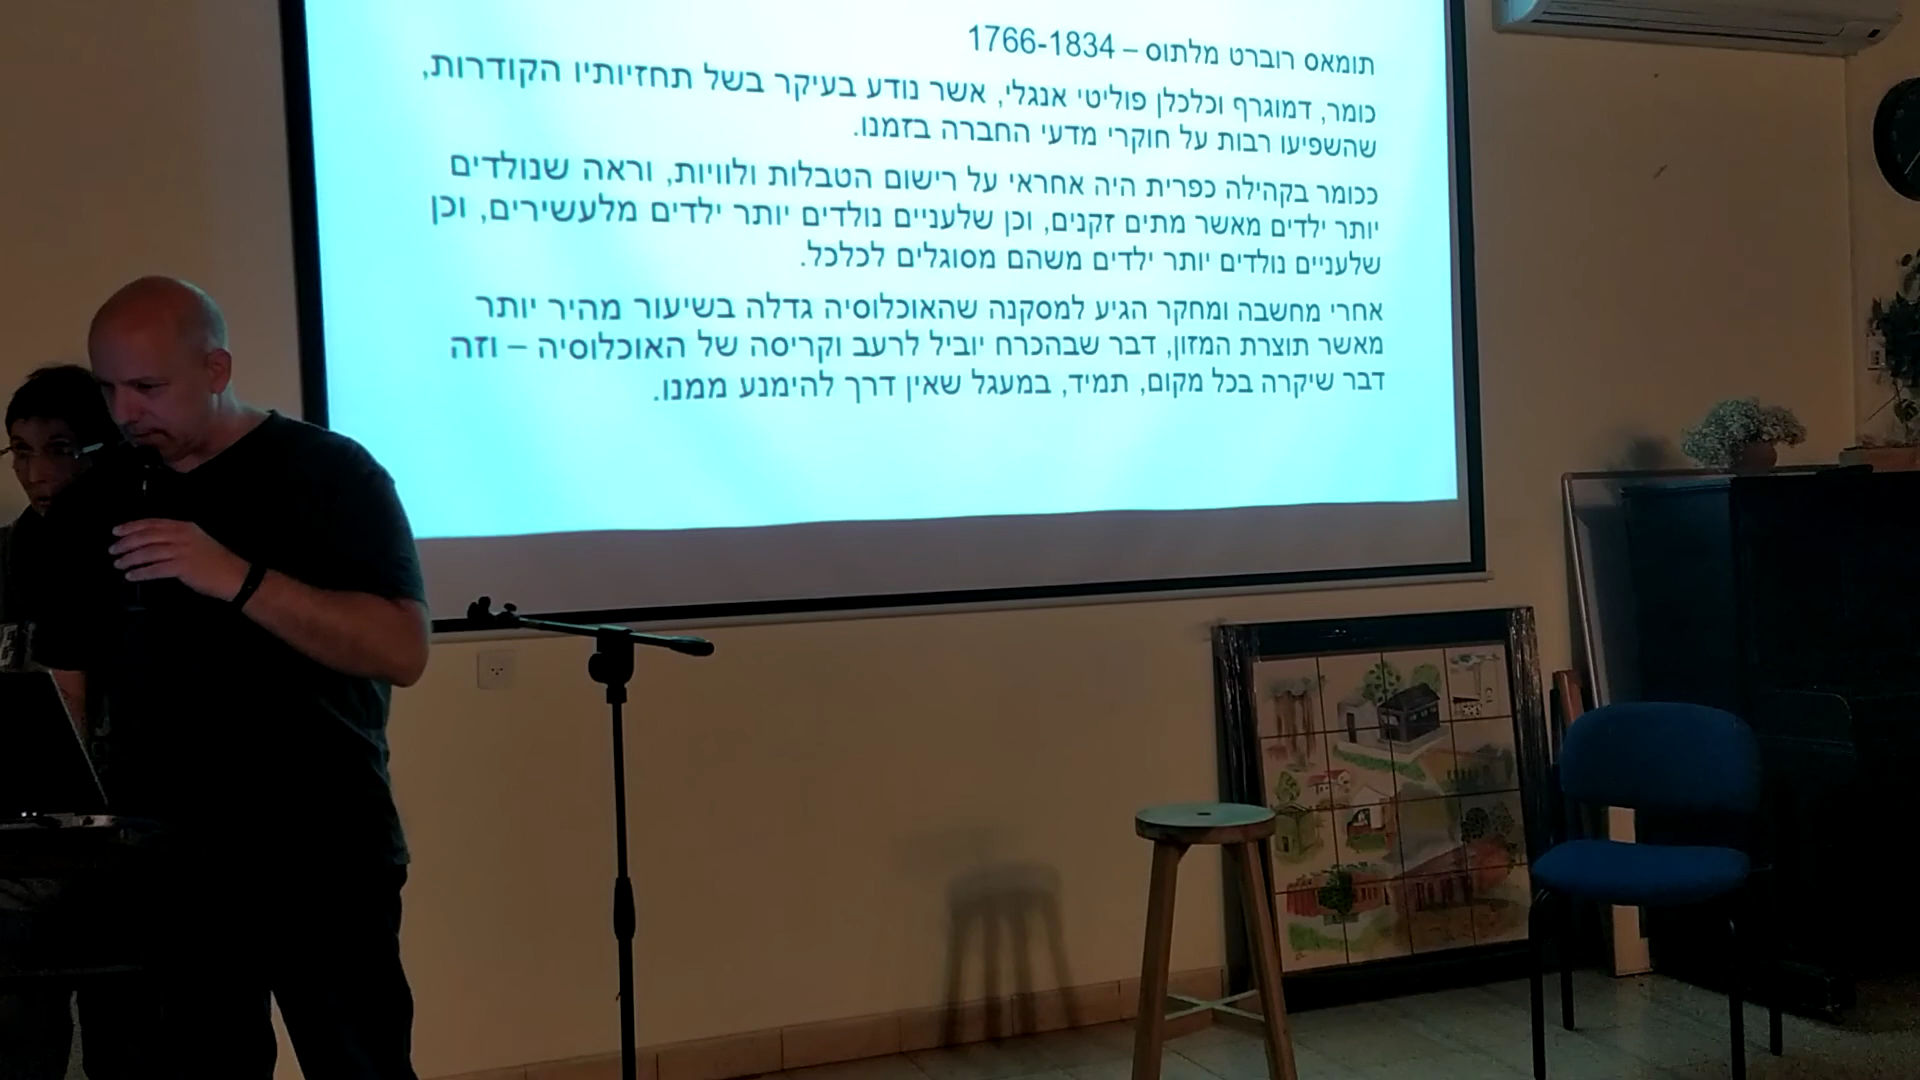 תומאס רוברט מלתוס – 1766-1834
כומר, דמוגרף וכלכלן פוליטי אנגלי, אשר נודע בעיקר בשל תחזיותיו הקודרות,
שהשפיעו רבות על חוקרי מדעי החברה בזמנו.
ככומר בקהילה כפרית היה אחראי על רישום הטבלות ולוויות, וראה שנולדים
יותר ילדים מאשר מתים זקנים, וכן שלעניים נולדים יותר ילדים מלעשירים, וכן
שלעניים נולדים יותר ילדים משהם מסוגלים לכלכל.
אחרי מחשבה ומחקר הגיע למסקנה שהאוכלוסיה גדלה בשיעור מהיר יותר
מאשר תוצרת המזון, דבר שבהכרח יוביל לרעב וקריסה של האוכלוסיה – וזה
דבר שיקרה בכל מקום, תמיד, במעגל שאין דרך להימנע ממנו.